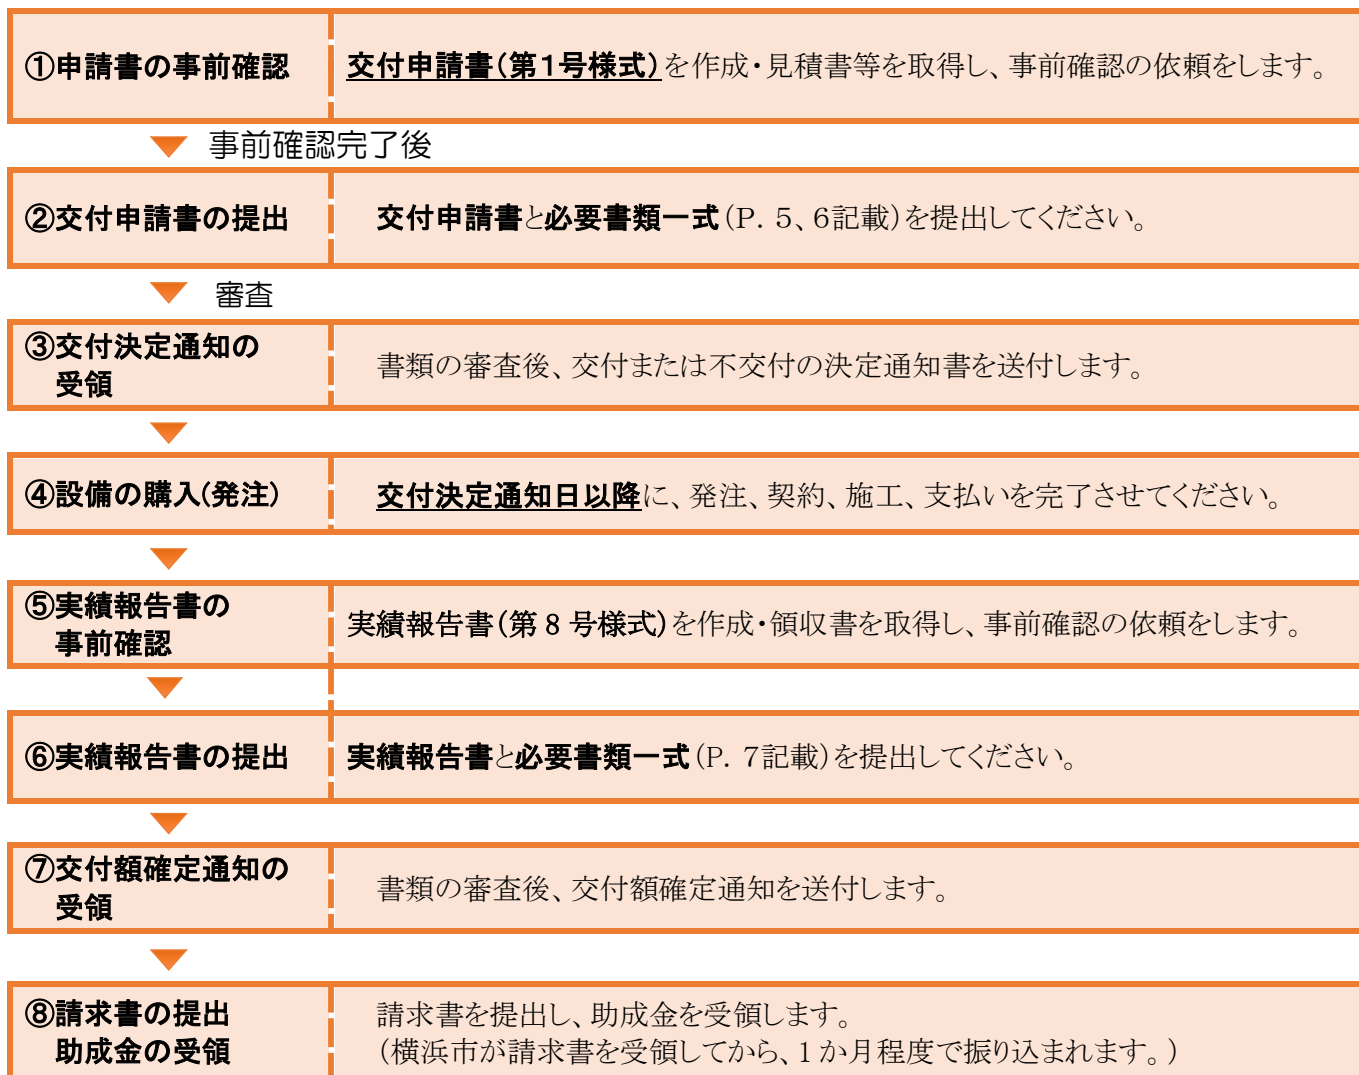 ①申請書の事前確認
交付申請書(第1号様式)を作成・見積書等を取得し、事前確認の依頼をします。
事前確認完了後
②交付申請書の提出
交付申請書と必要書類一式(P. 5、6記載)を提出してください。
審査
③交付決定通知の
受領
書類の審査後、交付または不交付の決定通知書を送付します。
④設備の購入(発注)
交付決定通知日以降に、発注、契約、施工、支払いを完了させてください。
⑤実績報告書の
事前確認
実績報告書(第8号様式)を作成・領収書を取得し、事前確認の依頼をします。
⑥実績報告書の提出
実績報告書と必要書類一式(P. 7記載)を提出してください。
⑦交付額確定通知の
受領
書類の審査後、交付額確定通知を送付します。
⑧請求書の提出
助成金の受領
請求書を提出し、助成金を受領します。
(横浜市が請求書を受領してから、1か月程度で振り込まれます。)